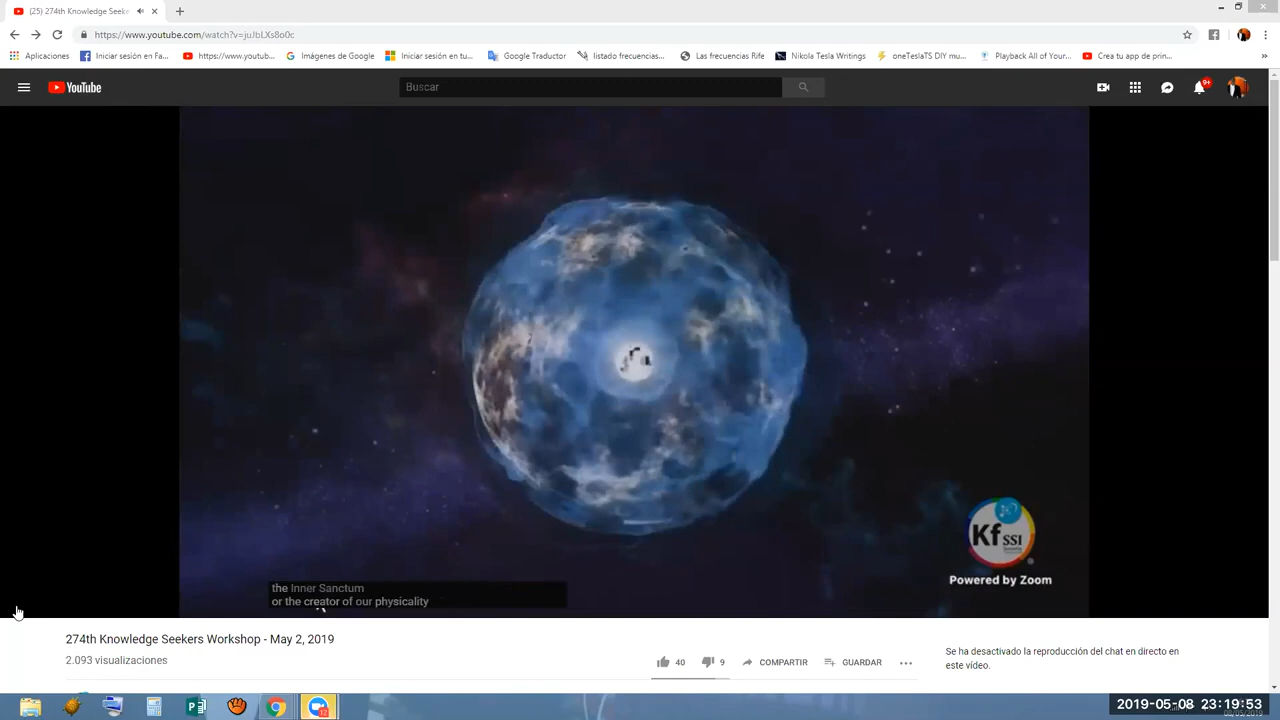 (25) 274th Knowledge Seeker
https://www.youtube.com/watch?v=juJbLXs8o0c
Aplicaciones
Iniciar sesión en Fa...
https://www.youtub...
Imágenes de Google
Iniciar sesión en tu...
Google Traductor
listado frecuencias...
Las frecuencias Rife
Nikola Tesla Writings
oneTeslaTS DIY mu...
Playback All of Your...
Crea tu app de prin...
»
YouTube
Buscar
9+
Kf SSI
Powered by Zoom
the Inner Sanctum
or the creator of our physicality
274th Knowledge Seekers Workshop - May 2, 2019
2.093 visualizaciones
40
9
COMPARTIR
GUARDAR
Se ha desactivado la reproducción del chat en directo en
este vídeo.
2019-05-08 23:19:53